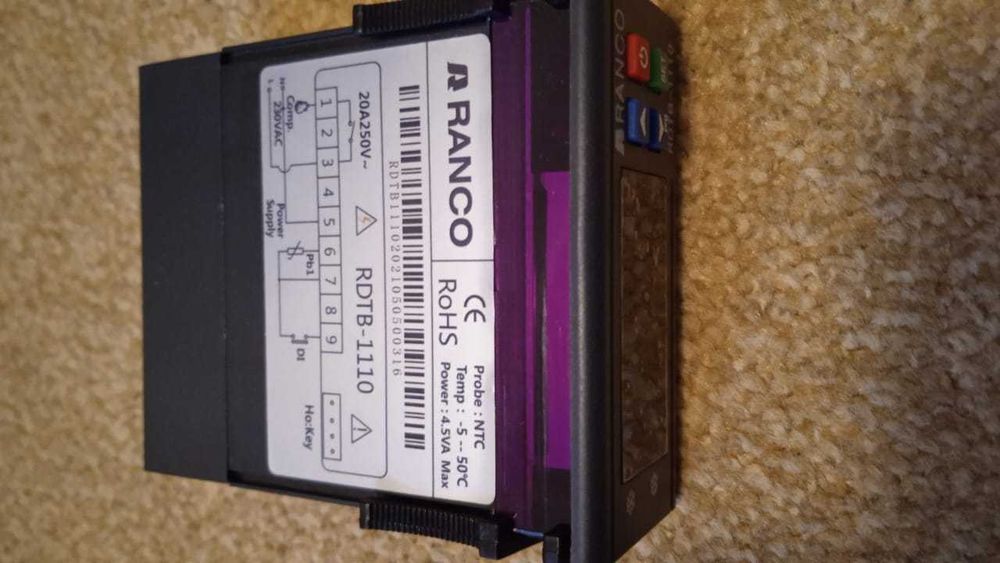 RANCO
CE
RoHS
Probe : NTC
Temp : -5 -- 50°C
Power : 4.5VA Max
RDTB11102021050500316
20A250V~
RDTB-1110
1 2 3 4 5 6 7 8 9
Comp.
230VAC
Power
Supply
Pb1
DI
Ho:Key
RANCO
SET